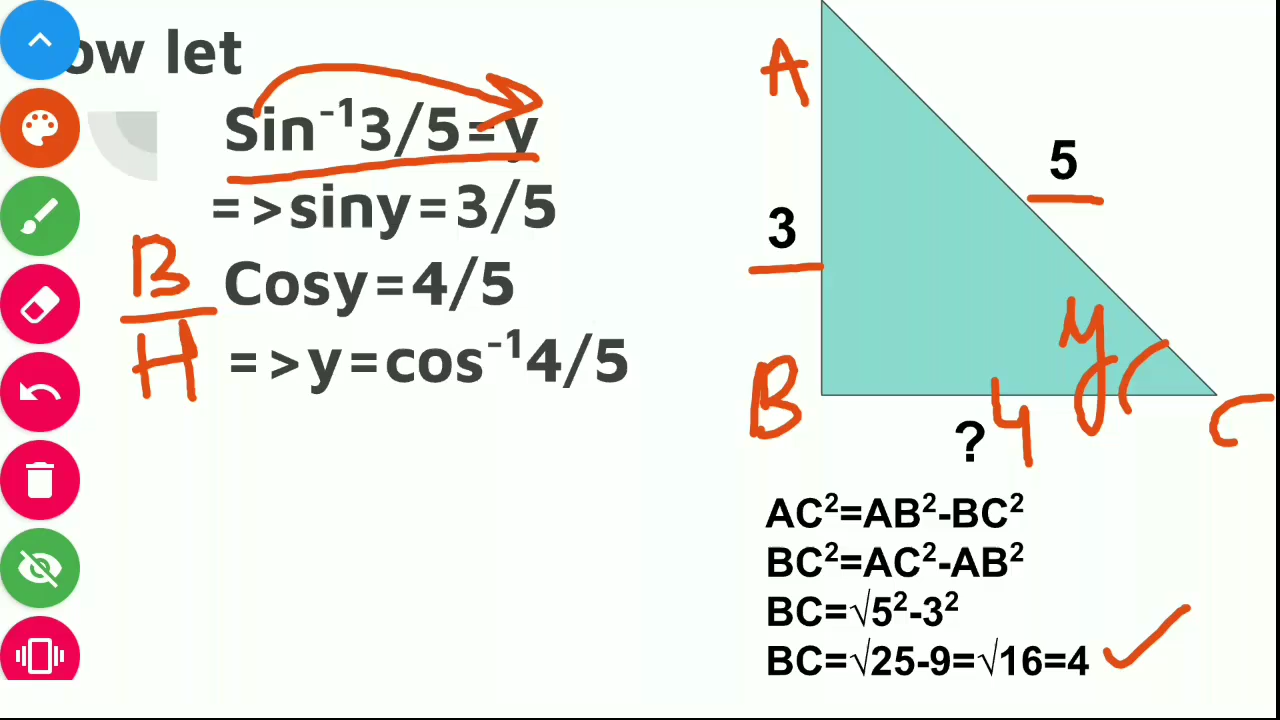 ow let
Sin⁻¹3/5=y
=>siny=3/5
B
Cosy=4/5
H
=>y=cos⁻¹4/5
A
5
3
y
B
C
? 4
AC²=AB²-BC²
BC²=AC²-AB²
BC=√5²-3²
BC=√25-9=√16=4